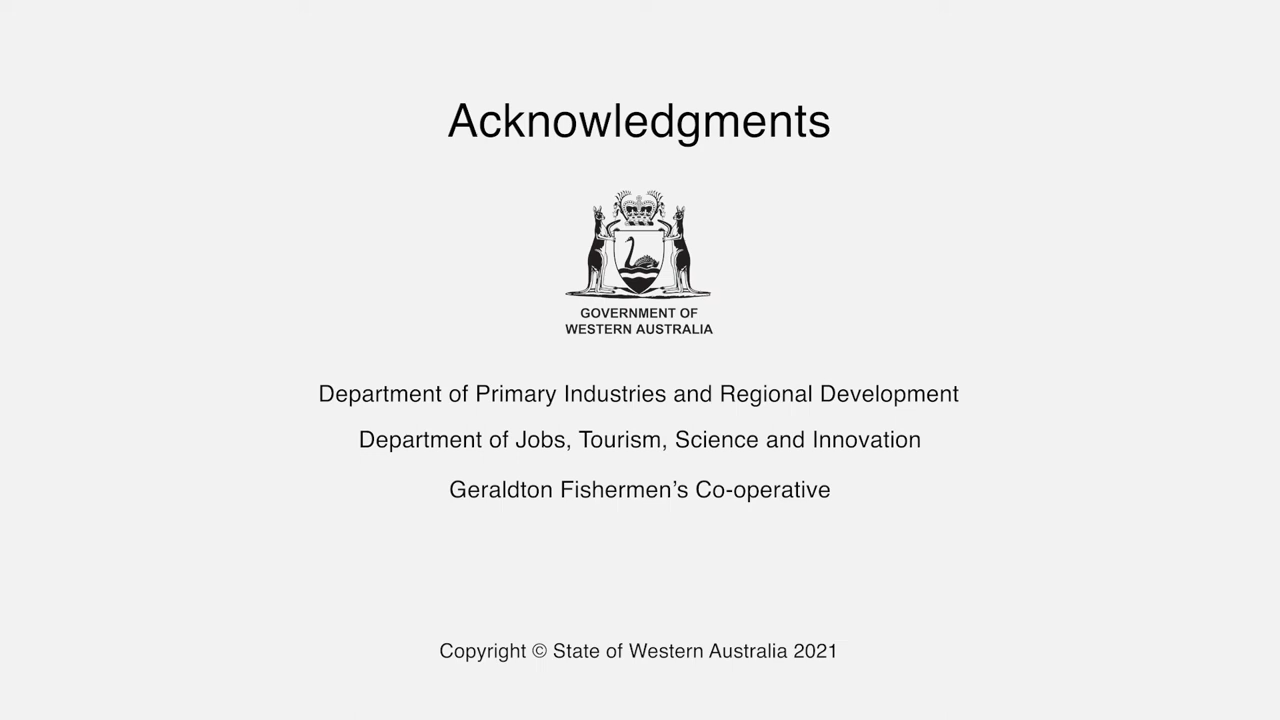 Acknowledgments
GOVERNMENT OF
WESTERN AUSTRALIA
Department of Primary Industries and Regional Development
Department of Jobs, Tourism, Science and Innovation
Geraldton Fishermen’s Co-operative
Copyright © State of Western Australia 2021